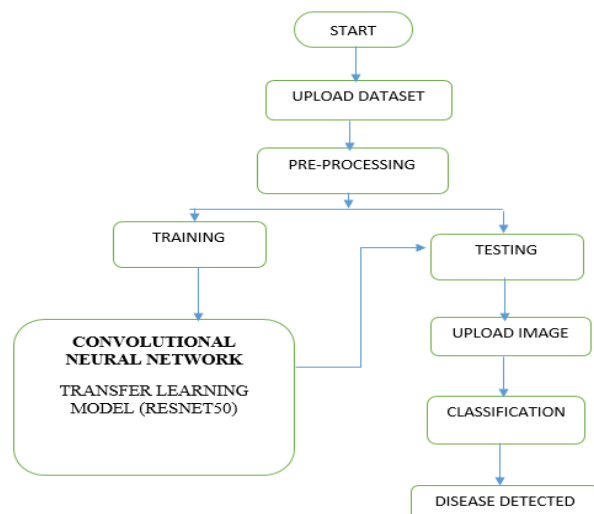 START
UPLOAD DATASET
PRE-PROCESSING
TRAINING
TESTING
CONVOLUTIONAL
NEURAL NETWORK
TRANSFER LEARNING
MODEL (RESNET50)
UPLOAD IMAGE
CLASSIFICATION
DISEASE DETECTED